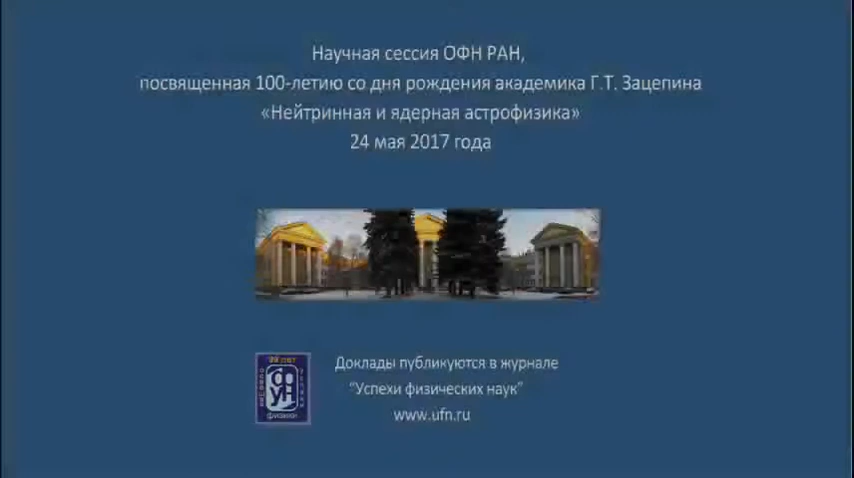 Научная сессия ОФН РАН,
посвященная 100-летию со дня рождения академика Г.Т. Зацепина
«Нейтринная и ядерная астрофизика»
24 мая 2017 года
Доклады публикуются в журнале
"Успехи физических наук"
www.ufn.ru
УФН